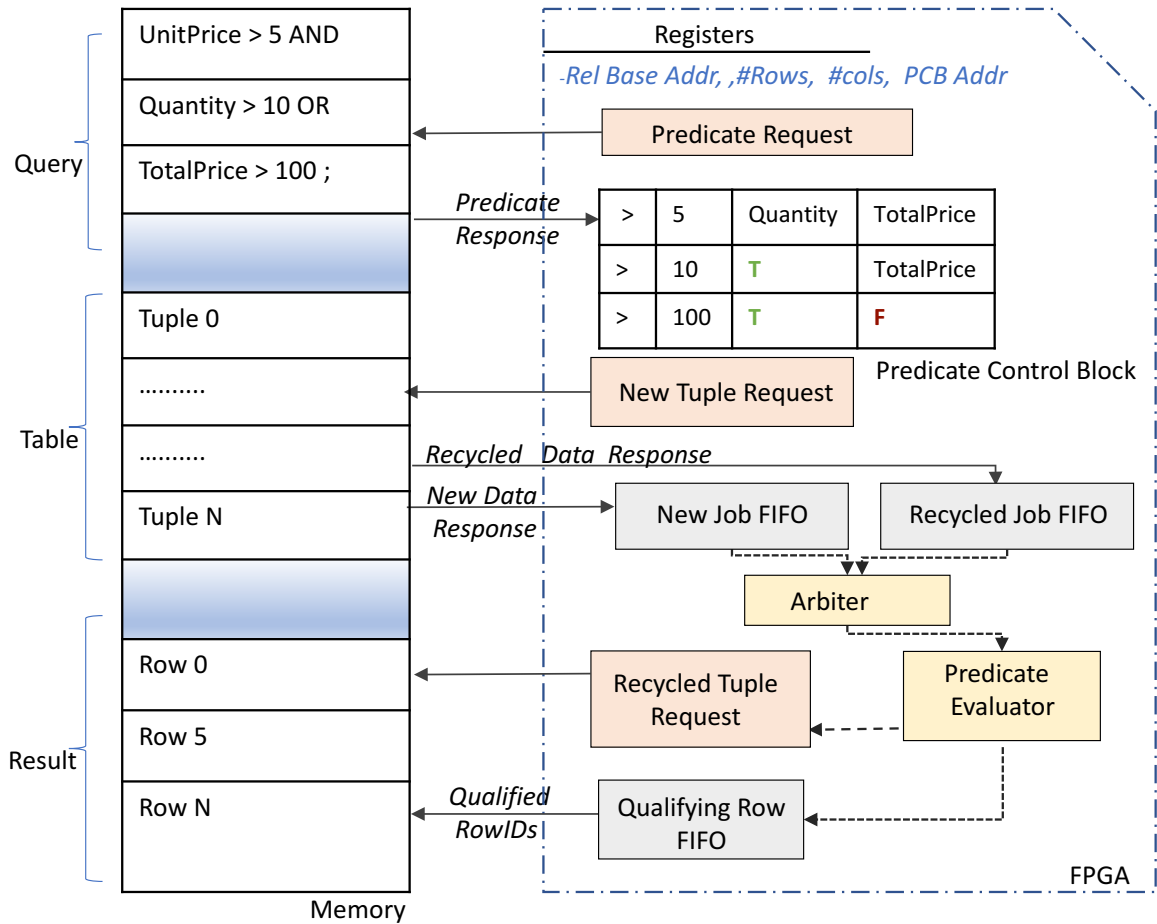 UnitPrice > 5 AND
Quantity > 10 OR
TotalPrice > 100 ;
Query
Tuple 0
..........
..........
Tuple N
Table
Row 0
Row 5
Row N
Result
Memory
Registers
-Rel Base Addr, ,#Rows, #cols, PCB Addr
Predicate Request
Predicate
Response
> 5 Quantity TotalPrice
> 10 T TotalPrice
> 100 T F
Predicate Control Block
New Tuple Request
Recycled Data Response
New Data
Response
New Job FIFO
Recycled Job FIFO
Arbiter
Predicate
Evaluator
Recycled Tuple
Request
Qualified
RowIDs
Qualifying Row
FIFO
FPGA